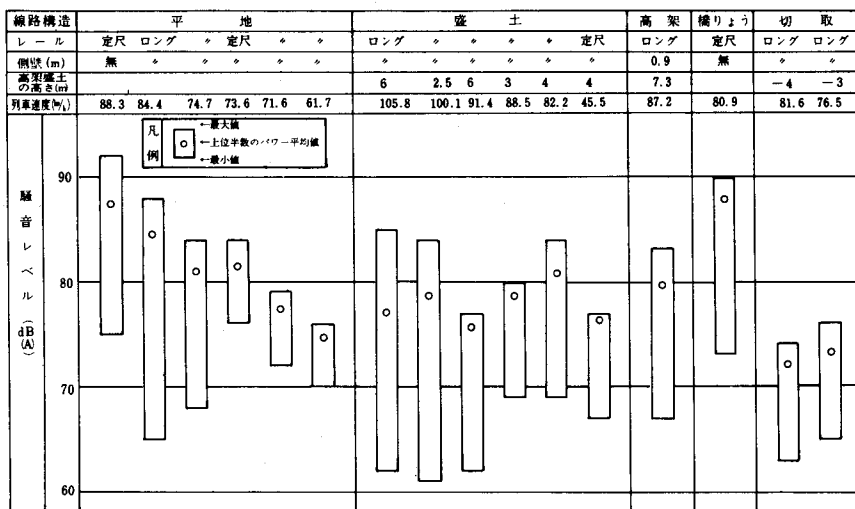 線路構造 平地 盛土 高架 橋りょう 切取
レール 定尺 ロング 〃 定尺 〃 〃 ロング 〃 〃 〃 〃 定尺 ロング 定尺 ロング ロング
側壁(m) 無 〃 〃 〃 〃 〃 〃 〃 〃 〃 〃 〃 0.9 無 〃 〃
高架盛土の高さ(m) 6 2.5 6 3 4 4 7.3 －4 －3
列車速度(㎞/h) 88.3 84.4 74.7 73.6 71.6 61.7 105.8 100.1 91.4 88.5 82.2 45.5 87.2 80.9 81.6 76.5
凡例
←最大値
←上位半数のパワー平均値
←最小値
騒音レベル dB(A)
90
80
70
60